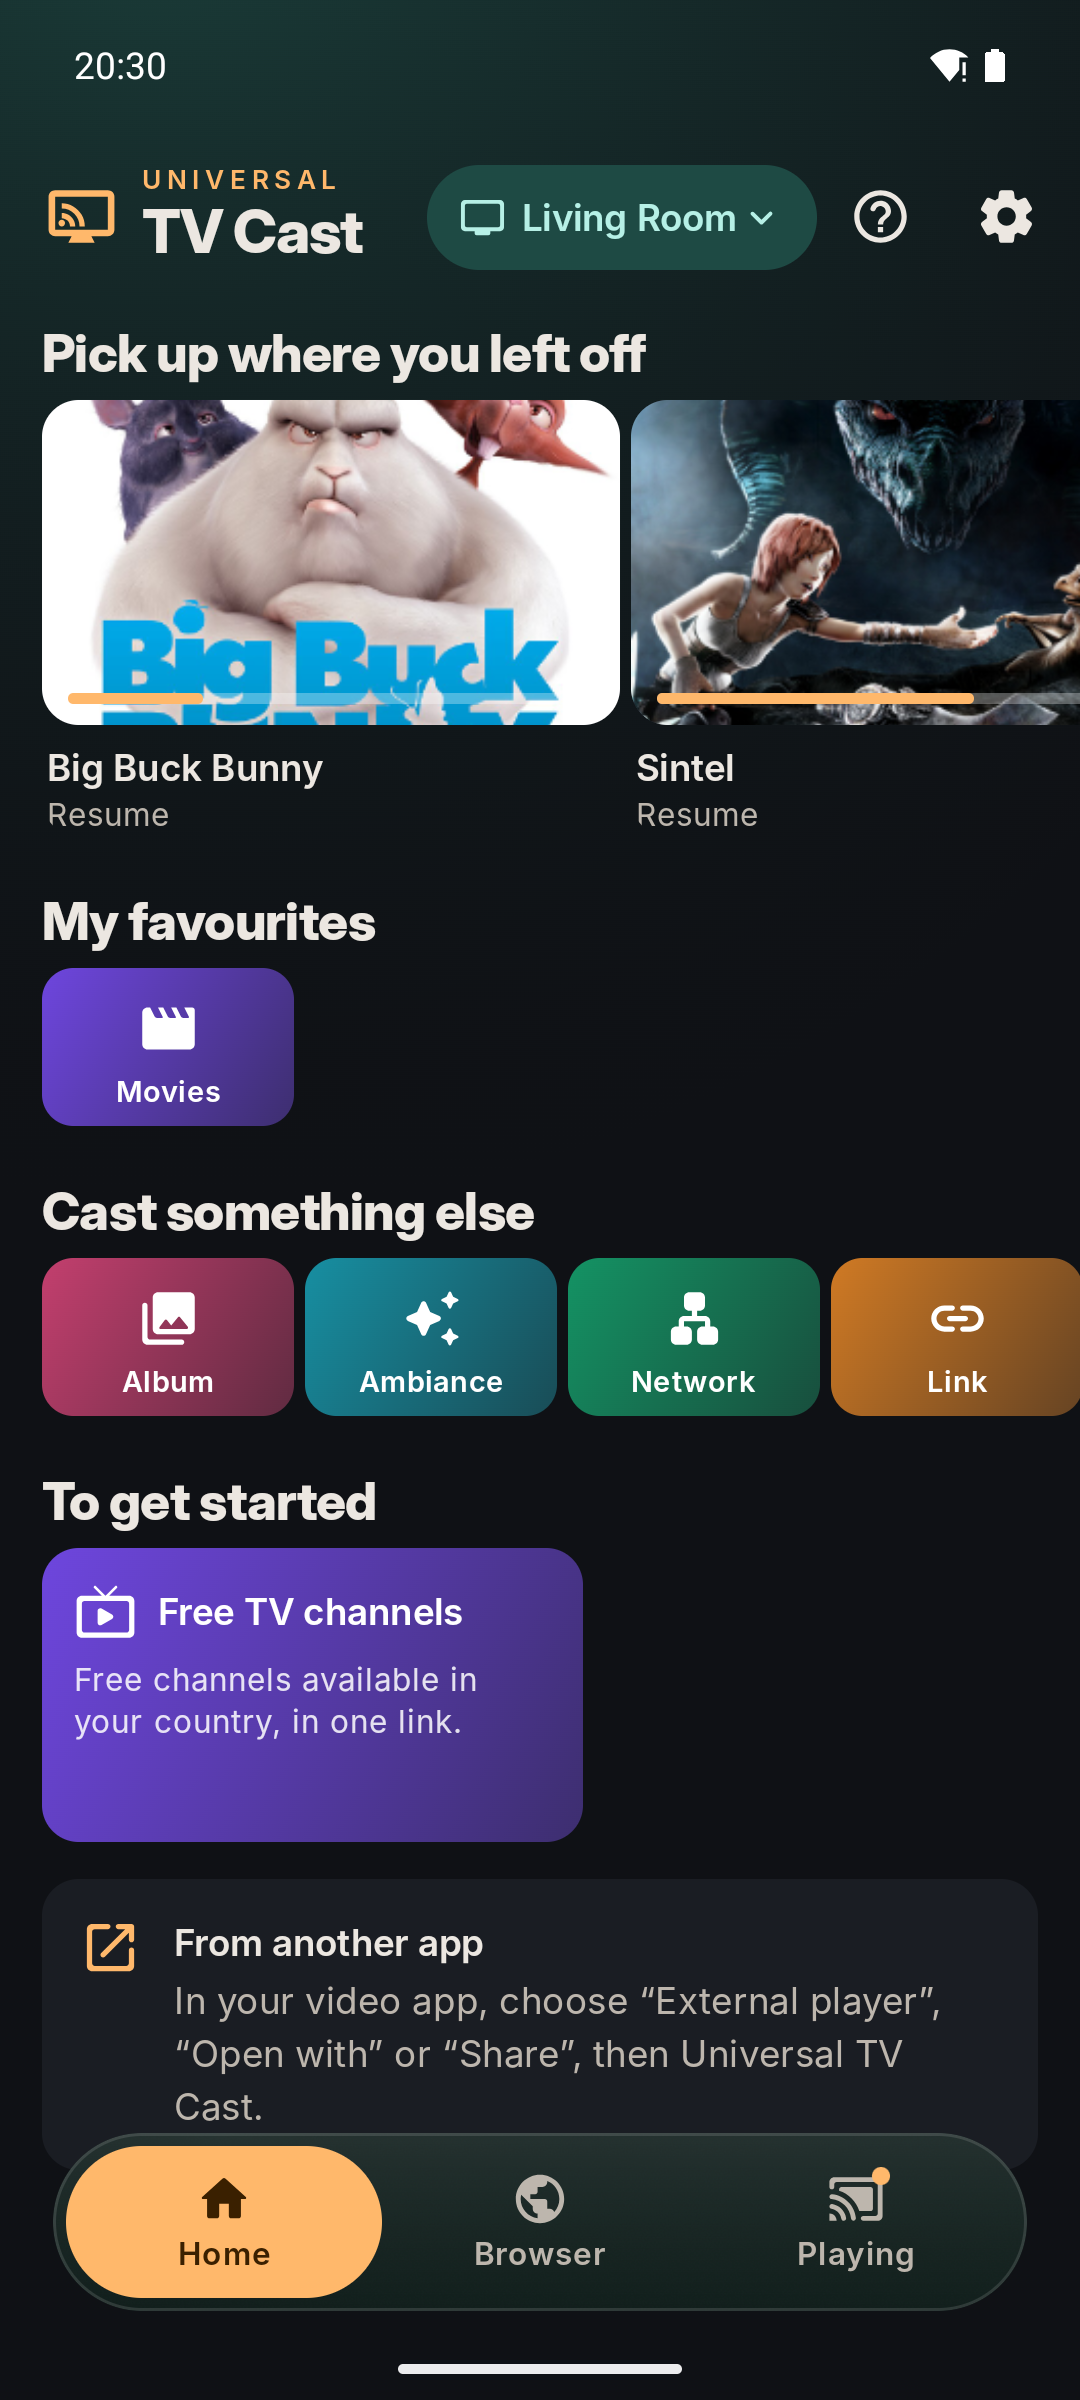 20:30
UNIVERSAL
TV Cast
Living Room
Pick up where you left off
Big Buck
BUNNY
Big Buck Bunny
Resume
Sintel
Resume
My favourites
Movies
Cast something else
Album
Ambiance
Network
Link
To get started
Free TV channels
Free channels available in
your country, in one link.
From another app
In your video app, choose “External player”,
“Open with” or “Share”, then Universal TV
Cast.
Home
Browser
Playing